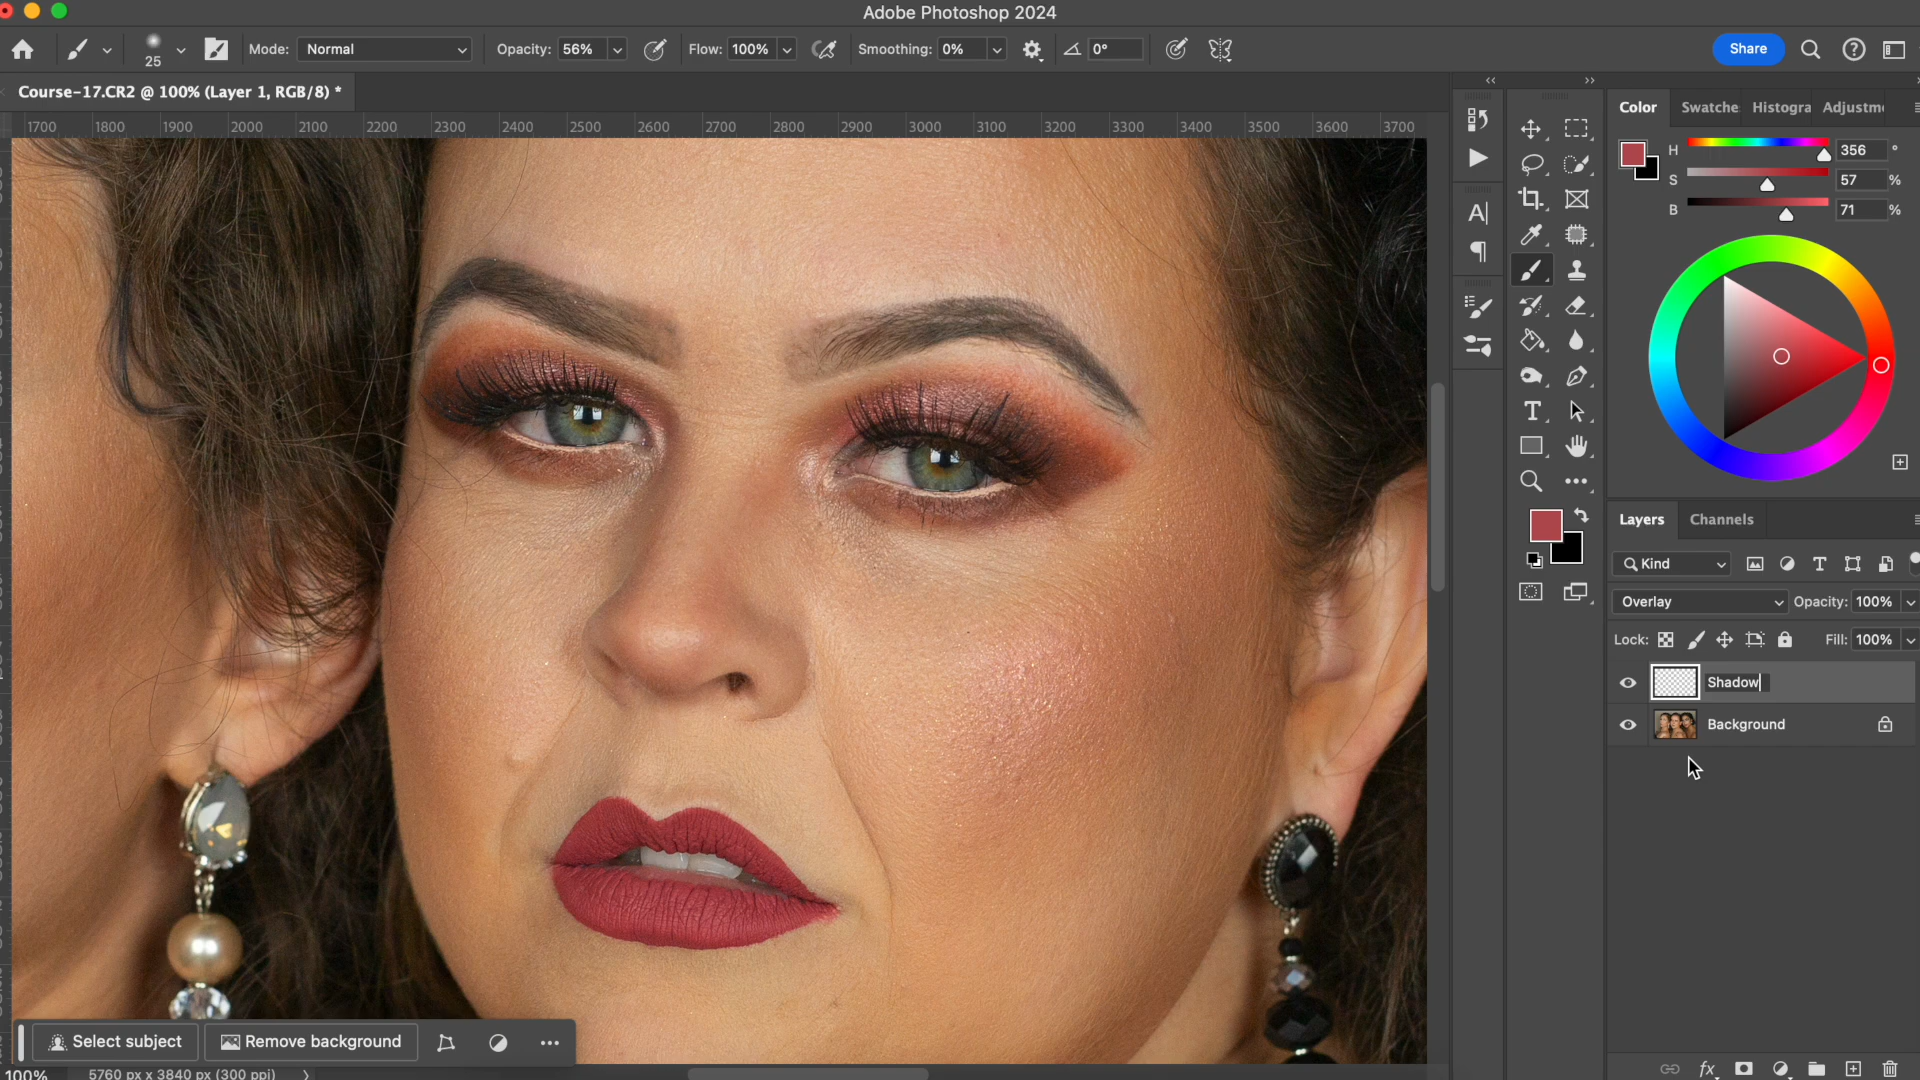 Adobe Photoshop 2024
25
Mode: Normal
Opacity: 56%
Flow: 100%
Smoothing: 0%
0°
Share
Course-17.CR2 @ 100% (Layer 1, RGB/8) *
1700 1800 1900 2000 2100 2200 2300 2400 2500 2600 2700 2800 2900 3000 3100 3200 3300 3400 3500 3600 3700
Color Swatche Histogra Adjustm
H 356 °
S 57 %
B 71 %
Layers Channels
Kind
Overlay Opacity: 100%
Lock: Fill: 100%
Shadow
Background
Select subject
Remove background
100% 5760 px x 3840 px (300 ppi)